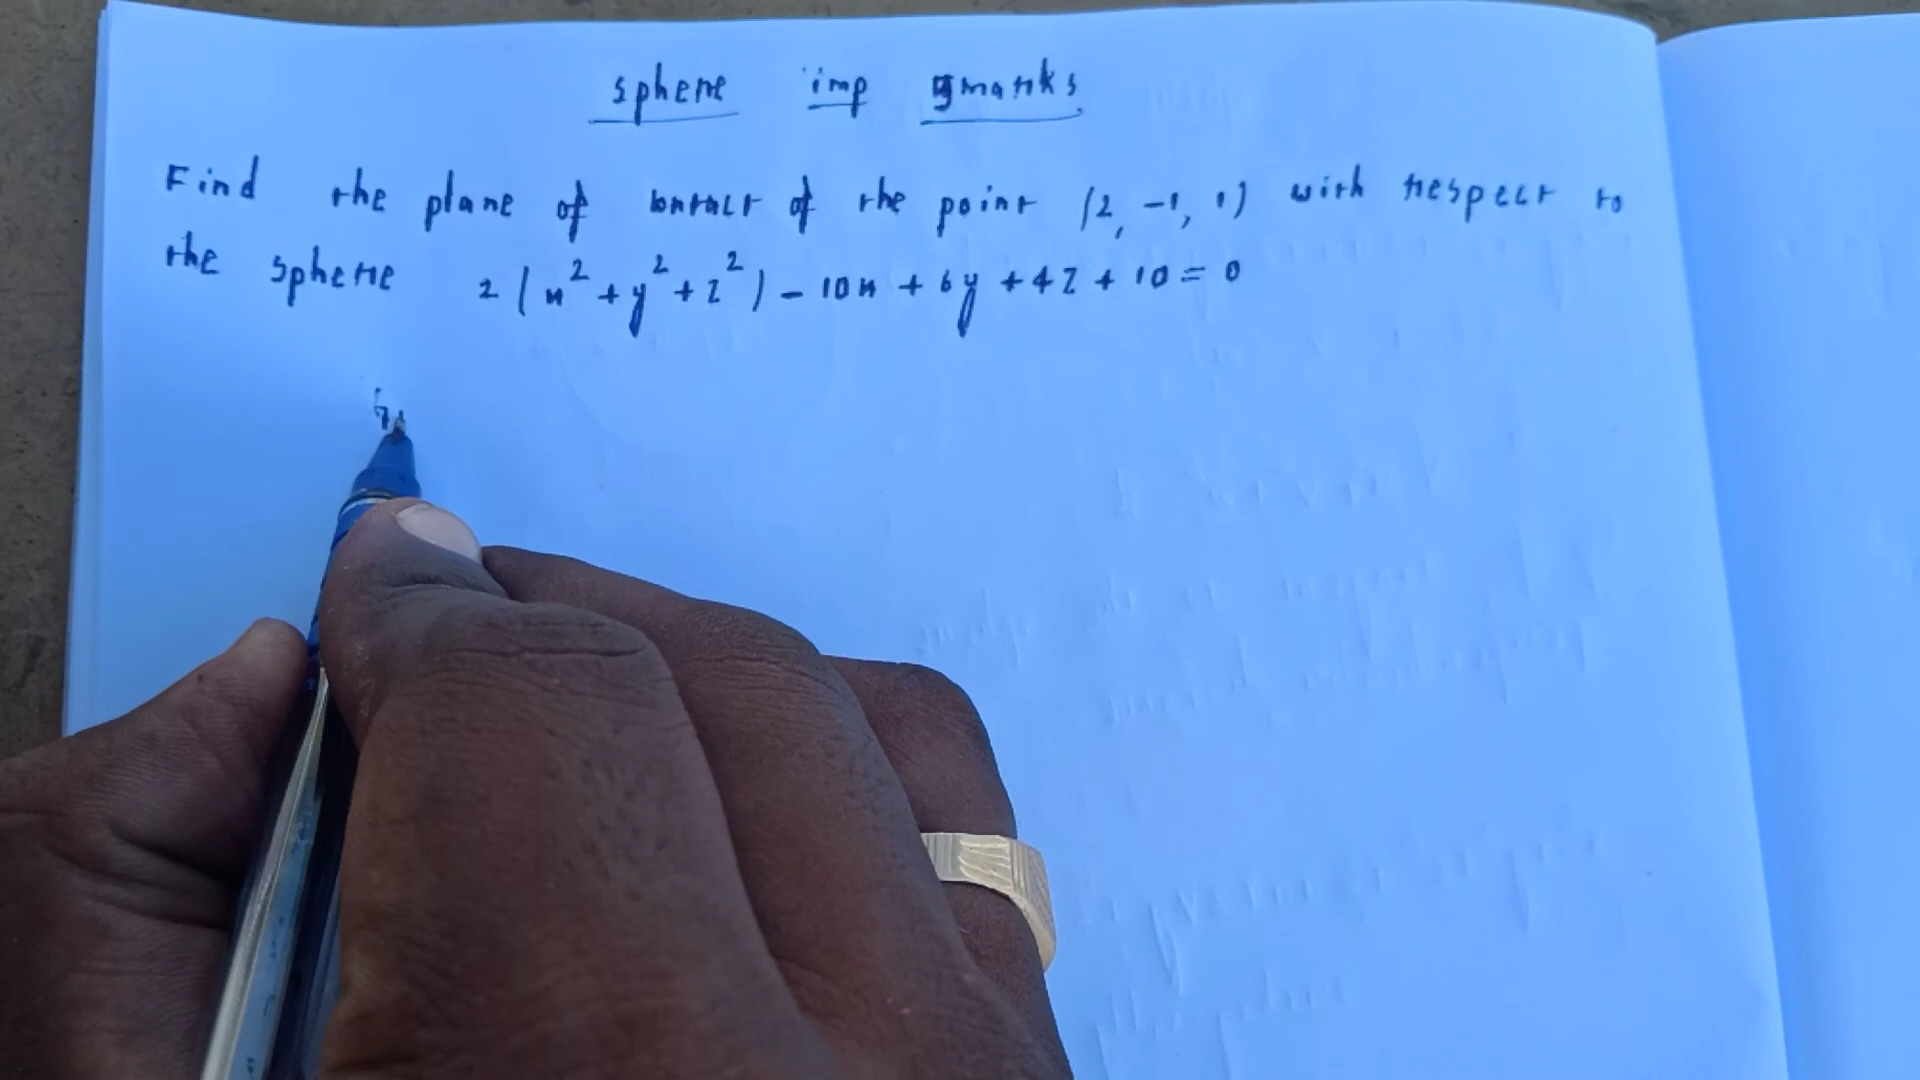 sphere imp 5marks
Find the plane of contact of the point (2, -1, 1) with respect to
the sphere 2(x²+y²+z²) - 10x + 6y + 4z + 10 = 0